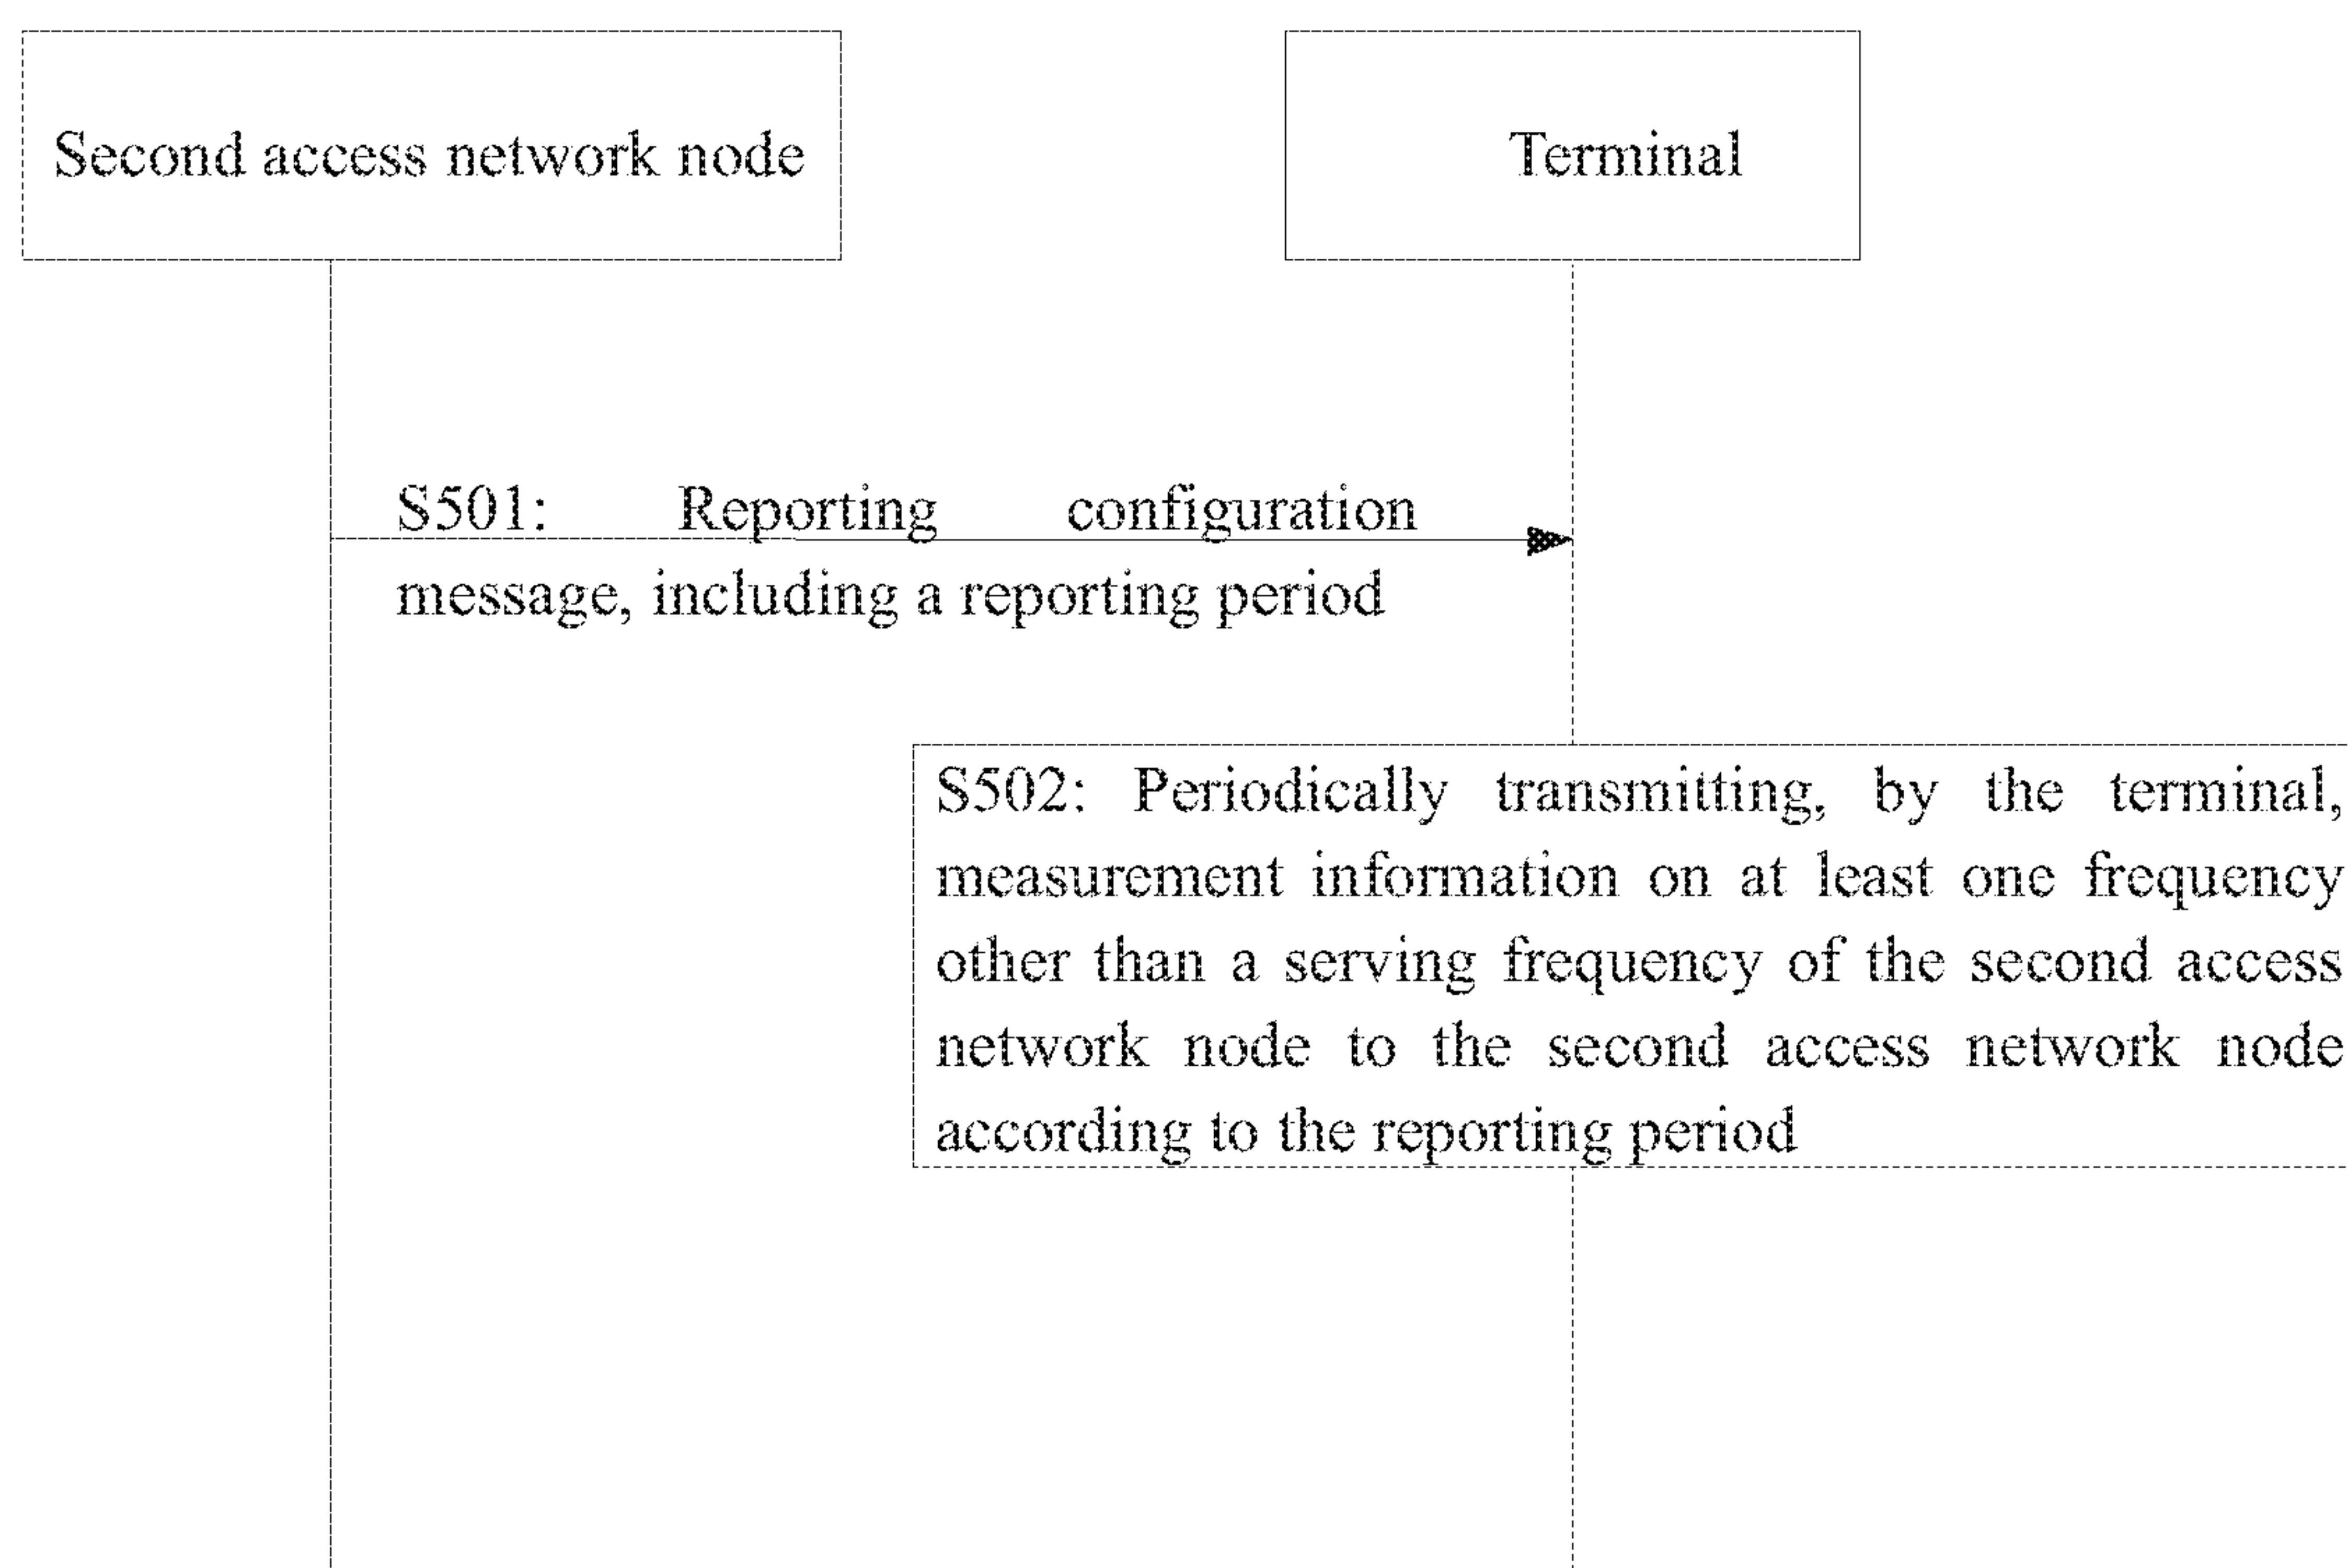 Second access network node
Terminal
S501: Reporting configuration
message, including a reporting period
S502: Periodically transmitting, by the terminal,
measurement information on at least one frequency
other than a serving frequency of the second access
network node to the second access network node
according to the reporting period